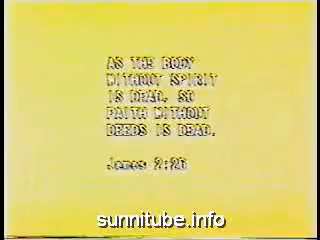 AS THE BODY
WITHOUT SPIRIT
IS DEAD, SO
FAITH WITHOUT
DEEDS IS DEAD.
James 2:26
sunnitube.info